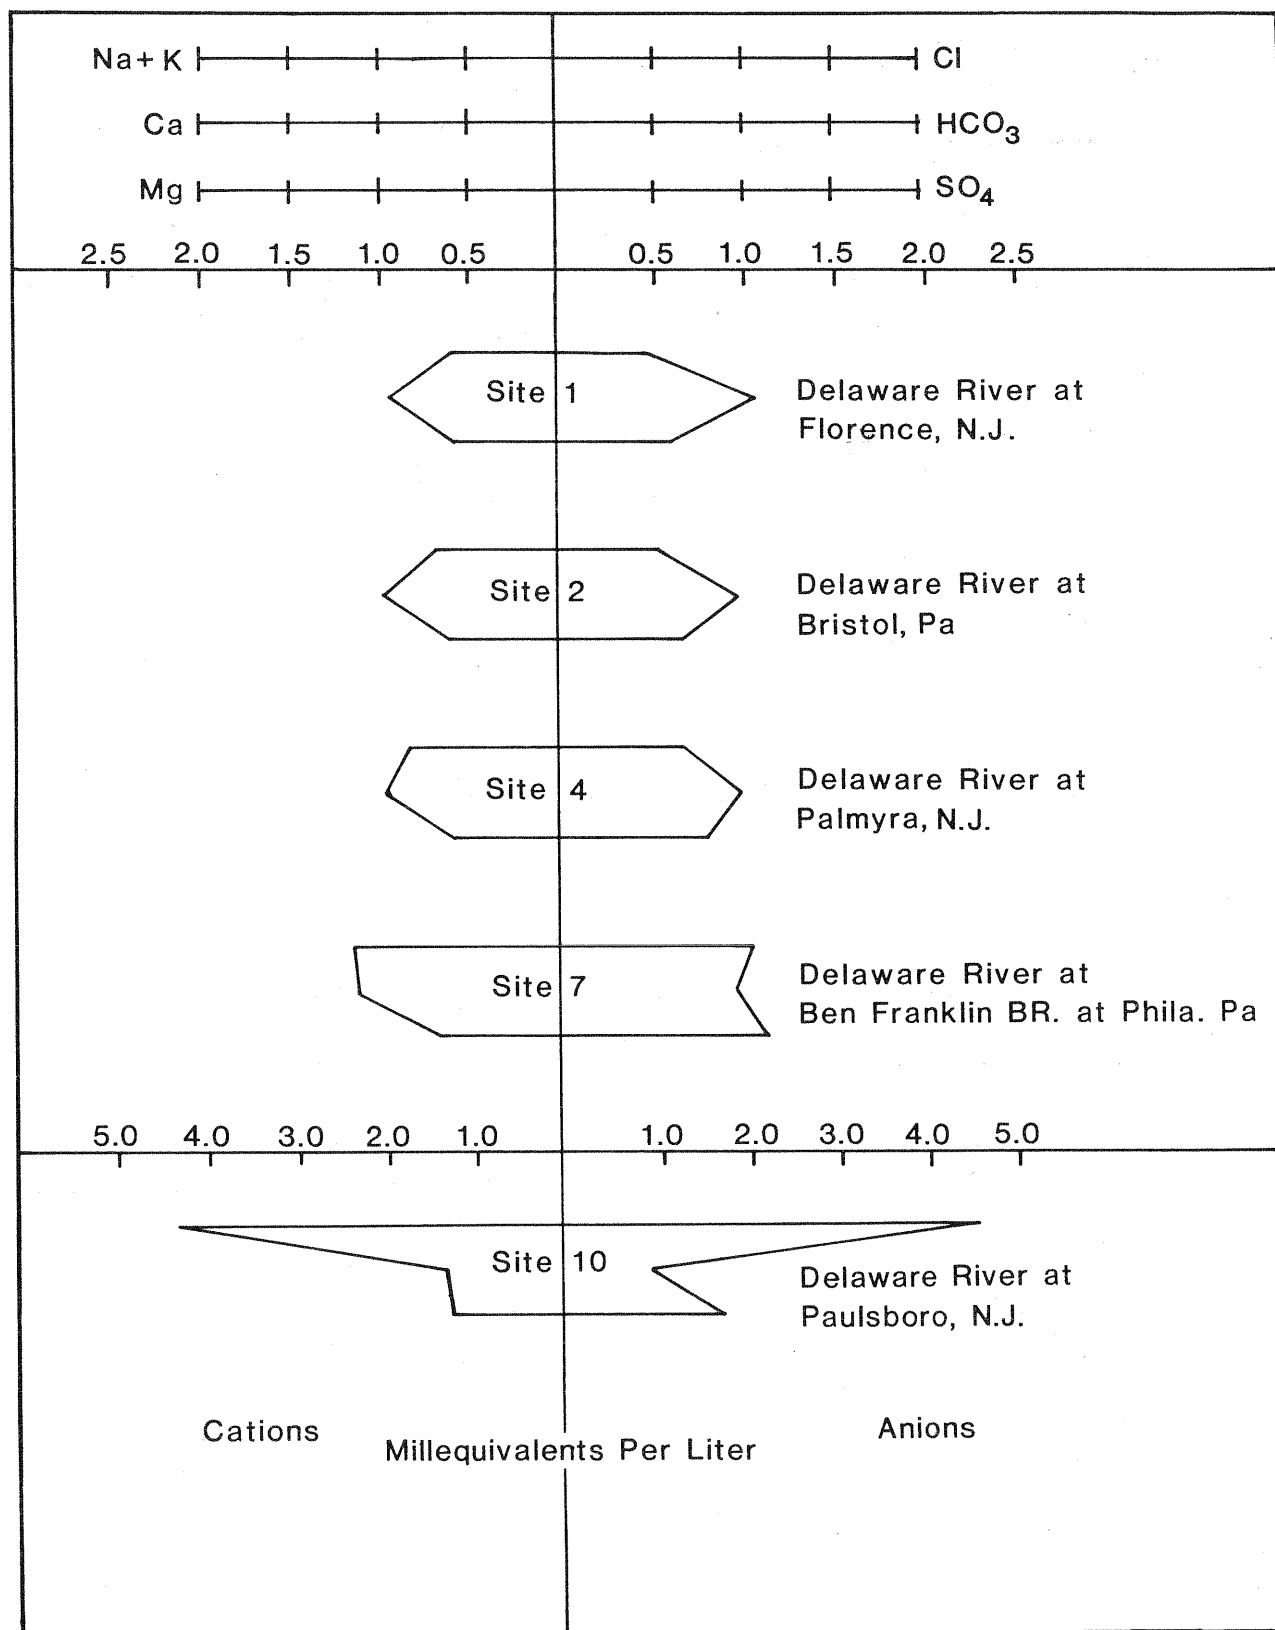 Na+K Cl
Ca HCO3
Mg SO4
2.5 2.0 1.5 1.0 0.5 0.5 1.0 1.5 2.0 2.5
Site 1
Delaware River at
Florence, N.J.
Site 2
Delaware River at
Bristol, Pa
Site 4
Delaware River at
Palmyra, N.J.
Site 7
Delaware River at
Ben Franklin BR. at Phila. Pa
5.0 4.0 3.0 2.0 1.0 1.0 2.0 3.0 4.0 5.0
Site 10
Delaware River at
Paulsboro, N.J.
Cations Anions
Millequivalents Per Liter